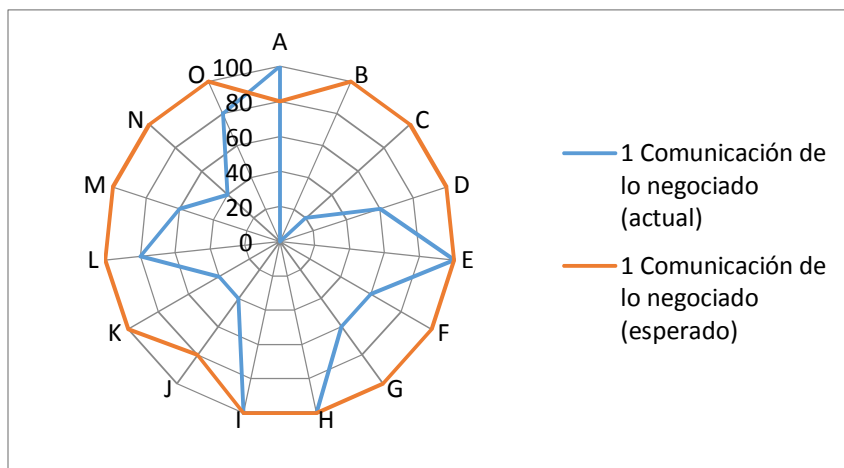 A
B
C
D
E
F
G
H
I
J
K
L
M
N
O
100
80
60
40
20
0
1 Comunicación de
lo negociado
(actual)
1 Comunicación de
lo negociado
(esperado)